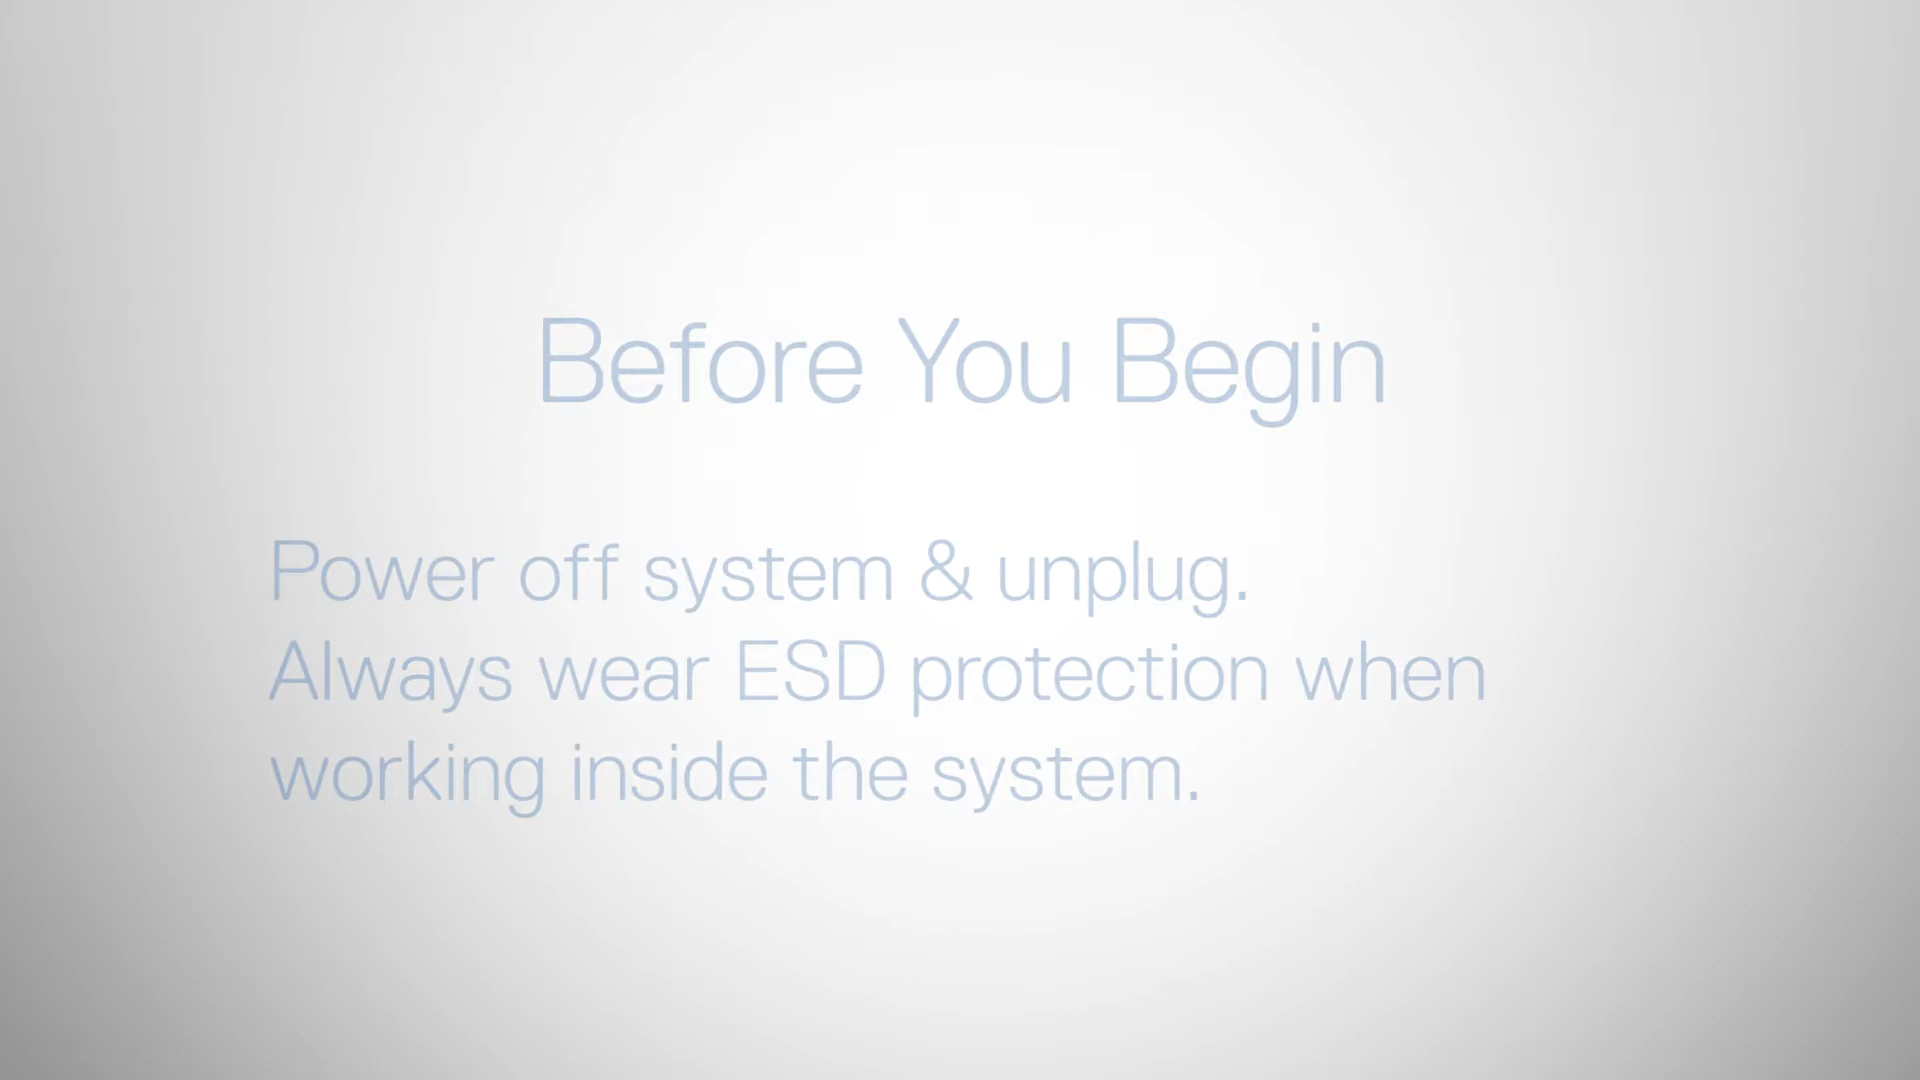 Before You Begin
Power off system & unplug.
Always wear ESD protection when
working inside the system.